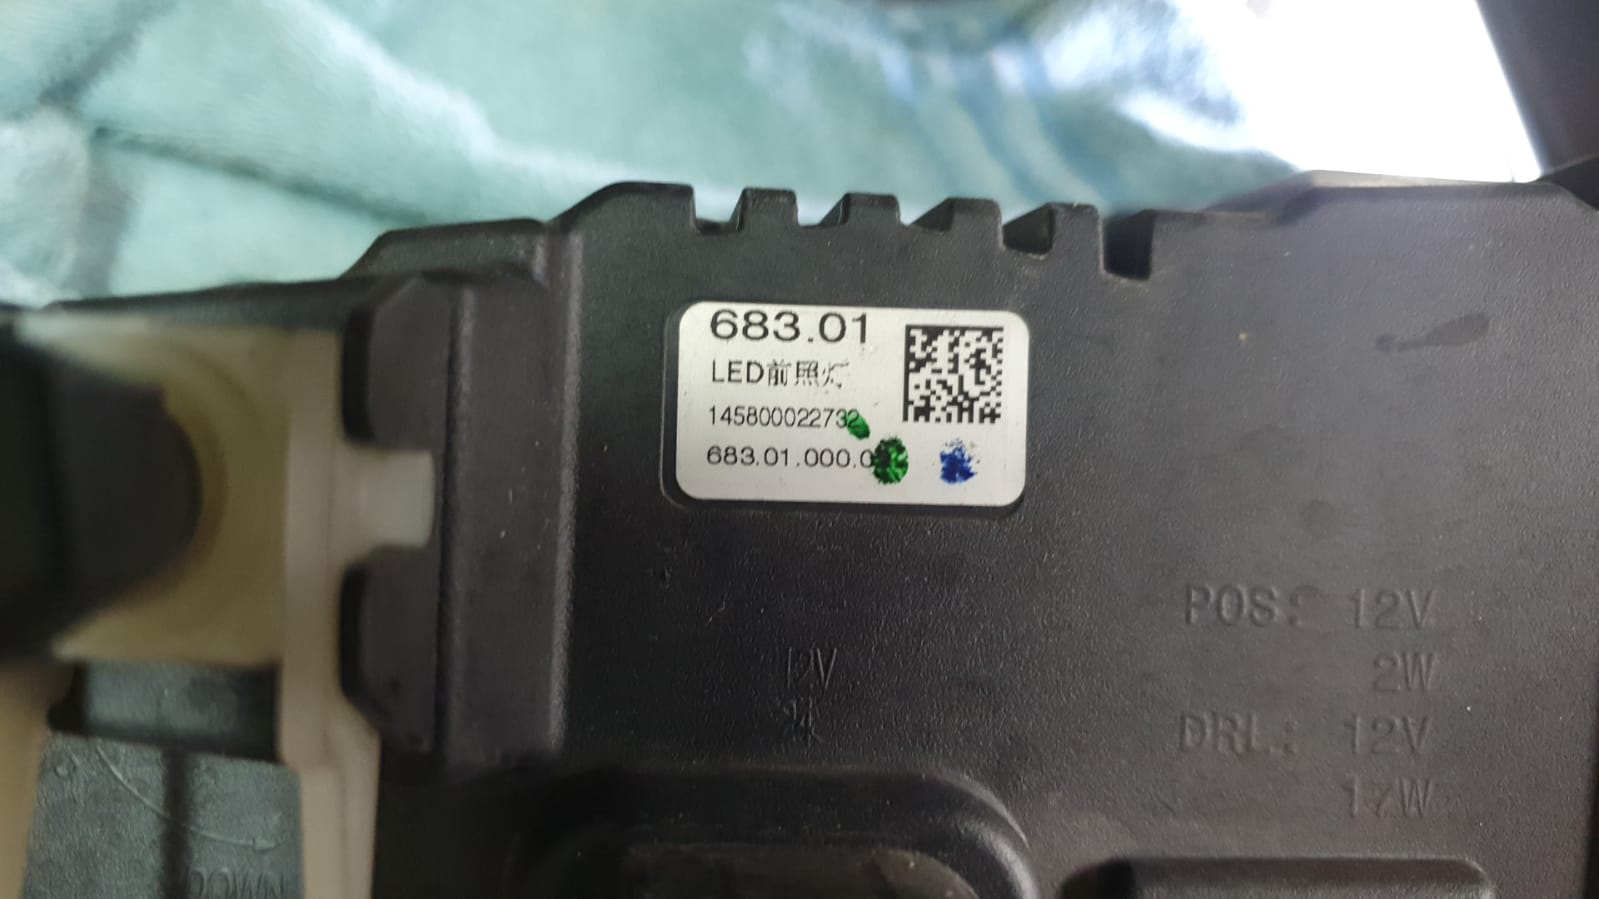 683.01
LED前照灯
145800022732
683.01.000.0
POS: 12V
2W
12V
DRL: 12V
17W
DOWN